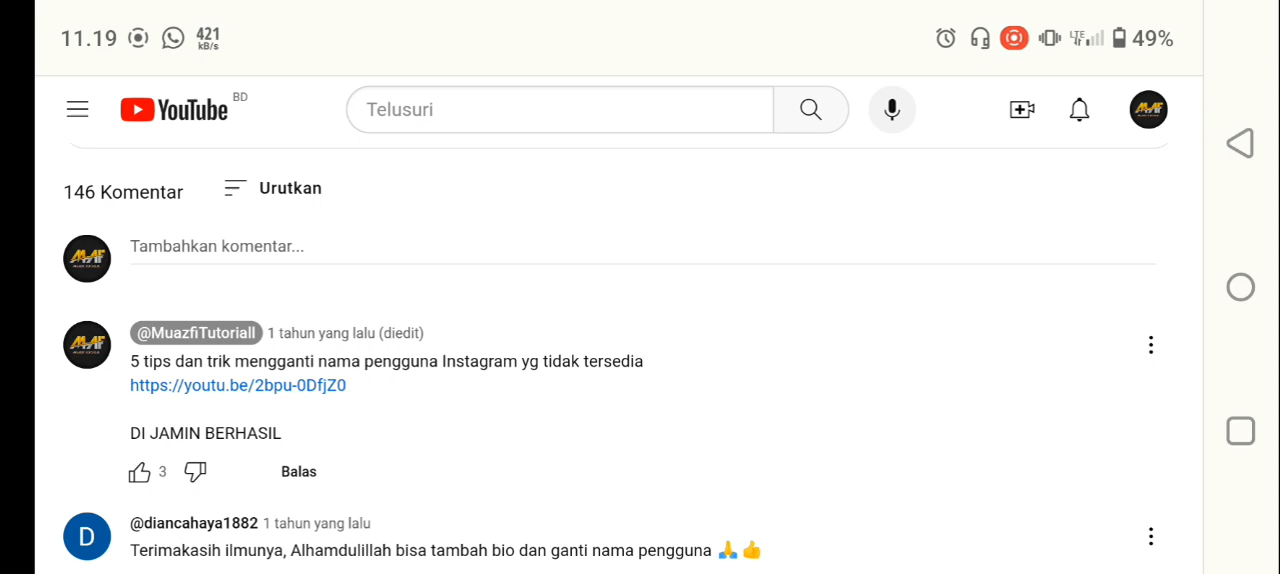 11.19 421 kB/s LTE 49%
YouTube BD Telusuri
146 Komentar Urutkan
Tambahkan komentar...
@MuazfiTutoriall 1 tahun yang lalu (diedit)
5 tips dan trik mengganti nama pengguna Instagram yg tidak tersedia
https://youtu.be/2bpu-0DfjZ0
DI JAMIN BERHASIL
3 Balas
D @diancahaya1882 1 tahun yang lalu
Terimakasih ilmunya, Alhamdulillah bisa tambah bio dan ganti nama pengguna 🙏👍